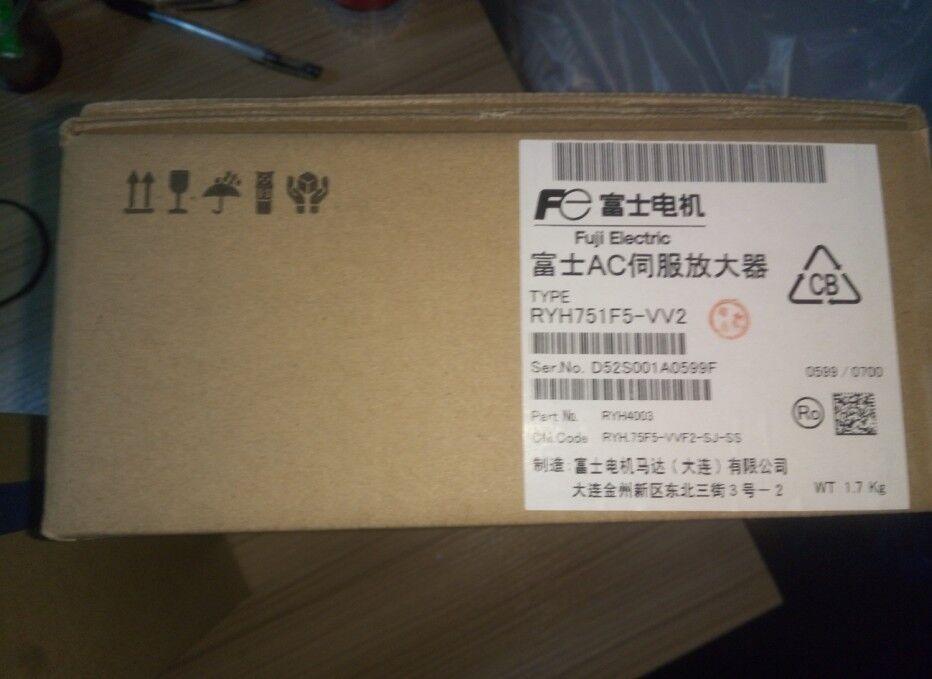 Fe 富士电机
Fuji Electric
富士AC伺服放大器
CB
TYPE
RYH751F5-VV2
Ser.No. D52S001A0599F
0599/0700
Part No. RYH4003
Ro
Chi.Code RYH.75F5-VVF2-SJ-SS
制造:富士电机马达(大连)有限公司
大连金州新区东北三街3号-2
WT 1.7 Kg